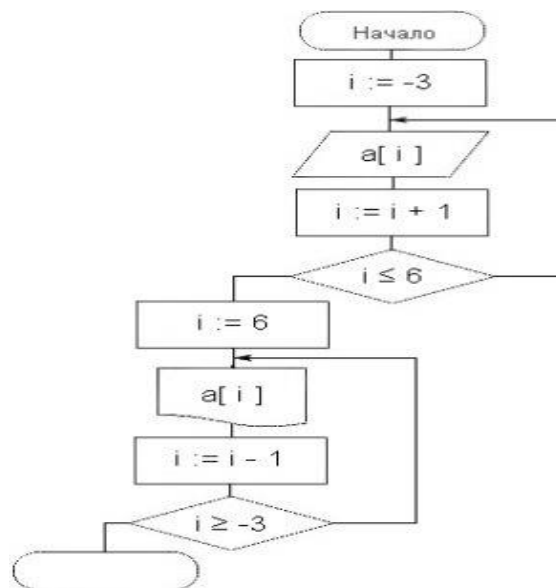 Начало
i := -3
a[ i ]
i := i + 1
i ≤ 6
i := 6
a[ i ]
i := i - 1
i ≥ -3